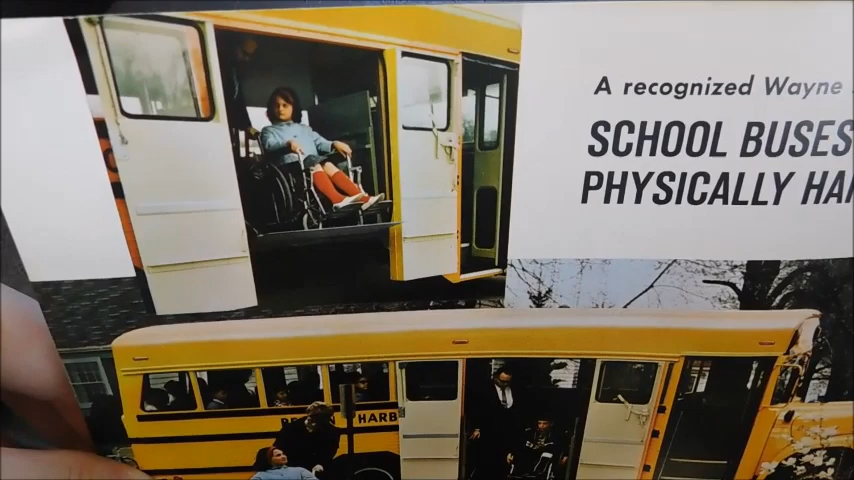 A recognized Wayne
SCHOOL BUSES
PHYSICALLY HA
HARB